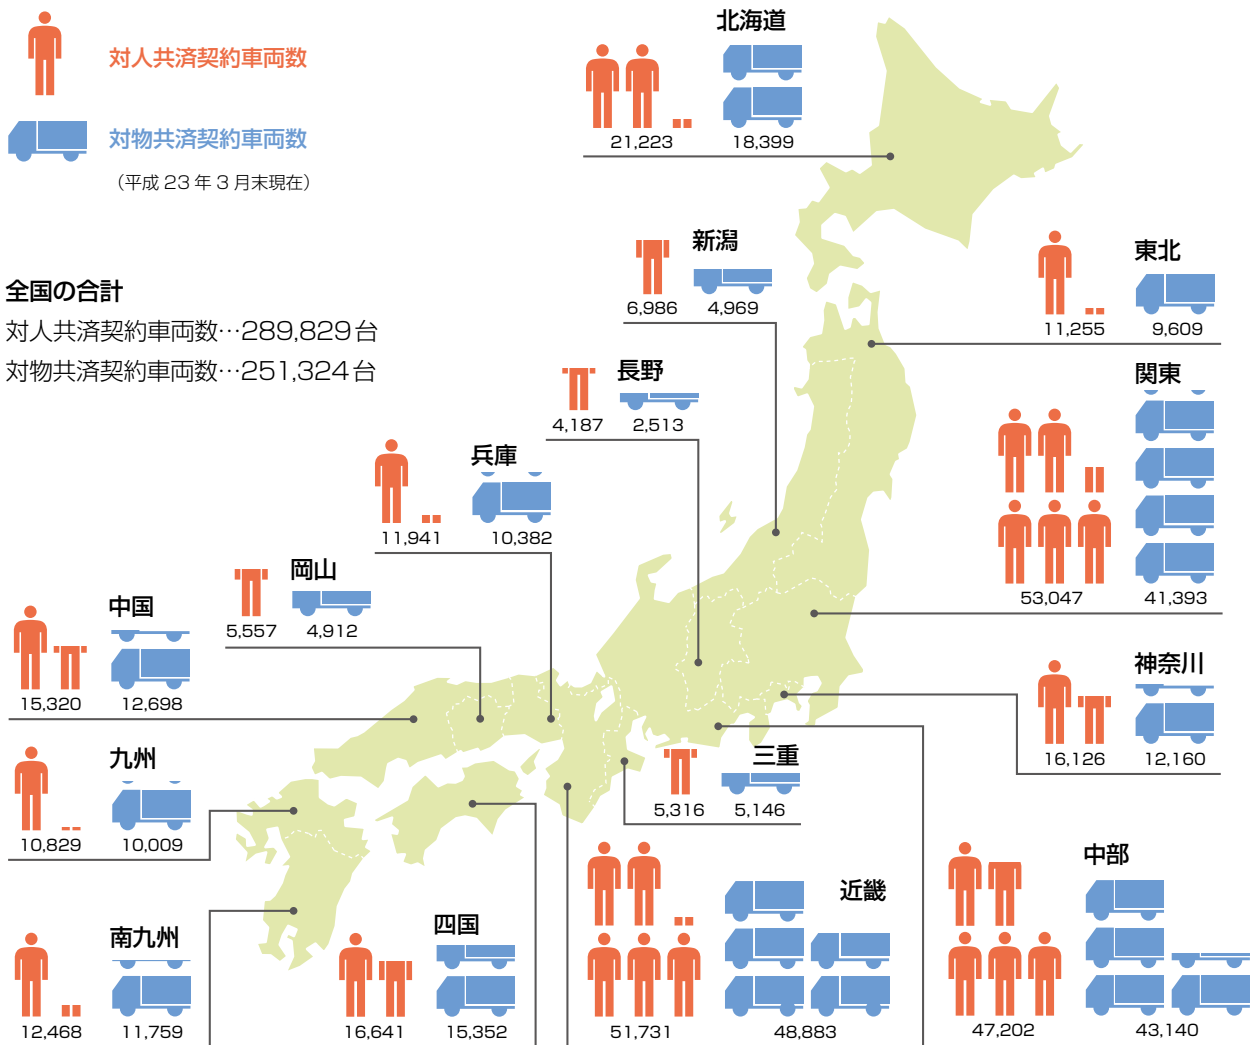 対人共済契約車両数
対物共済契約車両数
（平成 23 年 3 月末現在）
全国の合計
対人共済契約車両数…289,829台
対物共済契約車両数…251,324台
北海道
21,223 18,399
新潟
6,986 4,969
東北
11,255 9,609
長野
4,187 2,513
関東
53,047 41,393
兵庫
11,941 10,382
岡山
5,557 4,912
中国
15,320 12,698
神奈川
16,126 12,160
九州
10,829 10,009
三重
5,316 5,146
南九州
12,468 11,759
四国
16,641 15,352
近畿
51,731 48,883
中部
47,202 43,140